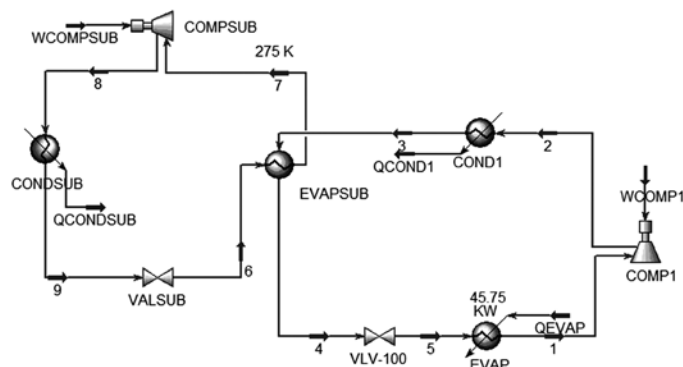 WCOMPSUB
COMPSUB
275 K
8
7
3
2
CONDSUB
QCOND1
COND1
EVAPSUB
WCOMP1
QCONDSUB
COMP1
9
VALSUB
6
45.75
KW
QEVAP
4
VLV-100
5
EVAP
1